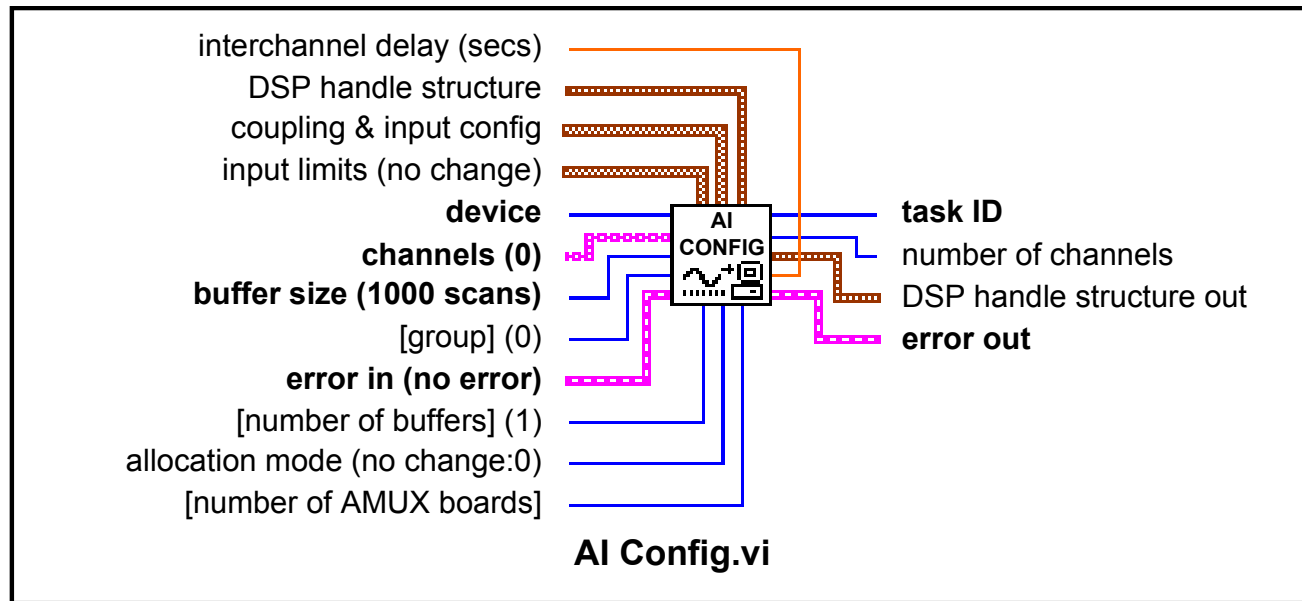 interchannel delay (secs)
DSP handle structure
coupling & input config
input limits (no change)
device
channels (0)
buffer size (1000 scans)
[group] (0)
error in (no error)
[number of buffers] (1)
allocation mode (no change:0)
[number of AMUX boards]
AI
CONFIG
task ID
number of channels
DSP handle structure out
error out
AI Config.vi